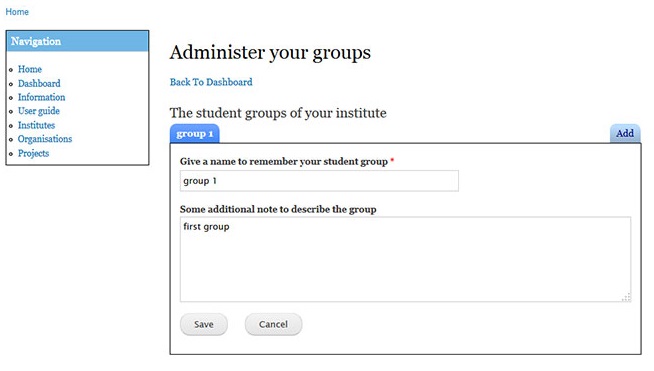 Home
Navigation
Home
Dashboard
Information
User guide
Institutes
Organisations
Projects
Administer your groups
Back To Dashboard
The student groups of your institute
group 1
Add
Give a name to remember your student group *
group 1
Some additional note to describe the group
first group
Save
Cancel